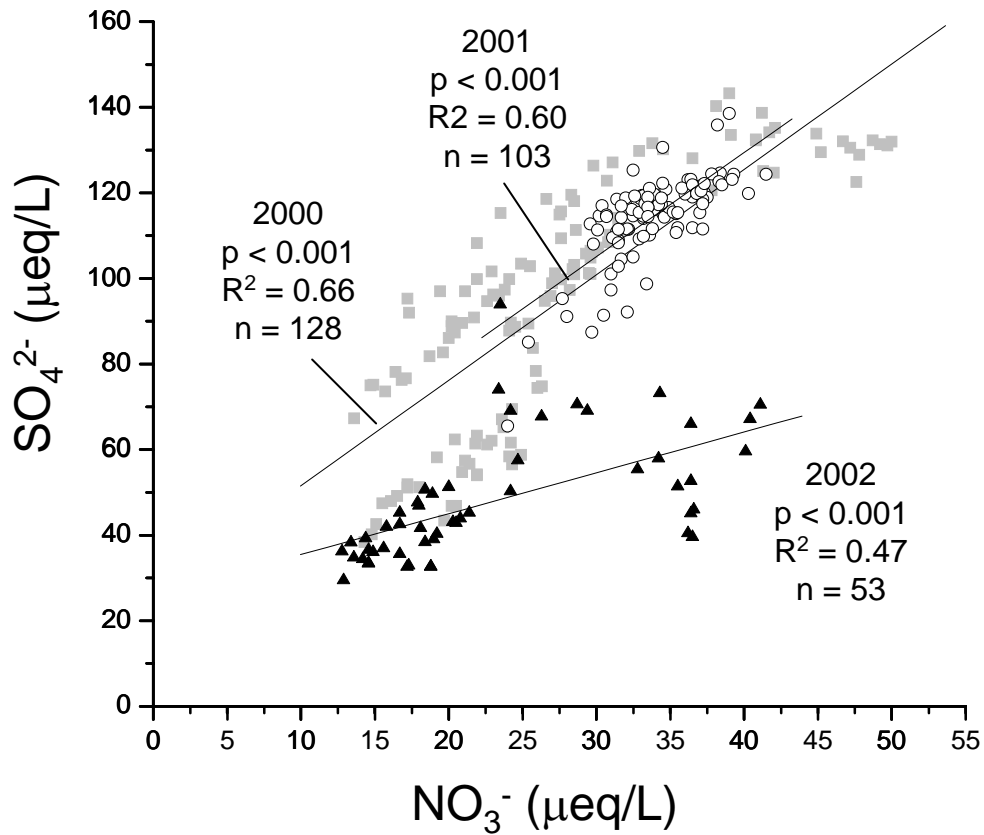 160
140
120
100
80
60
40
20
0
SO₄²⁻ (μeq/L)
2001
p < 0.001
R2 = 0.60
n = 103
2000
p < 0.001
R² = 0.66
n = 128
2002
p < 0.001
R² = 0.47
n = 53
0 5 10 15 20 25 30 35 40 45 50 55
NO₃⁻ (μeq/L)